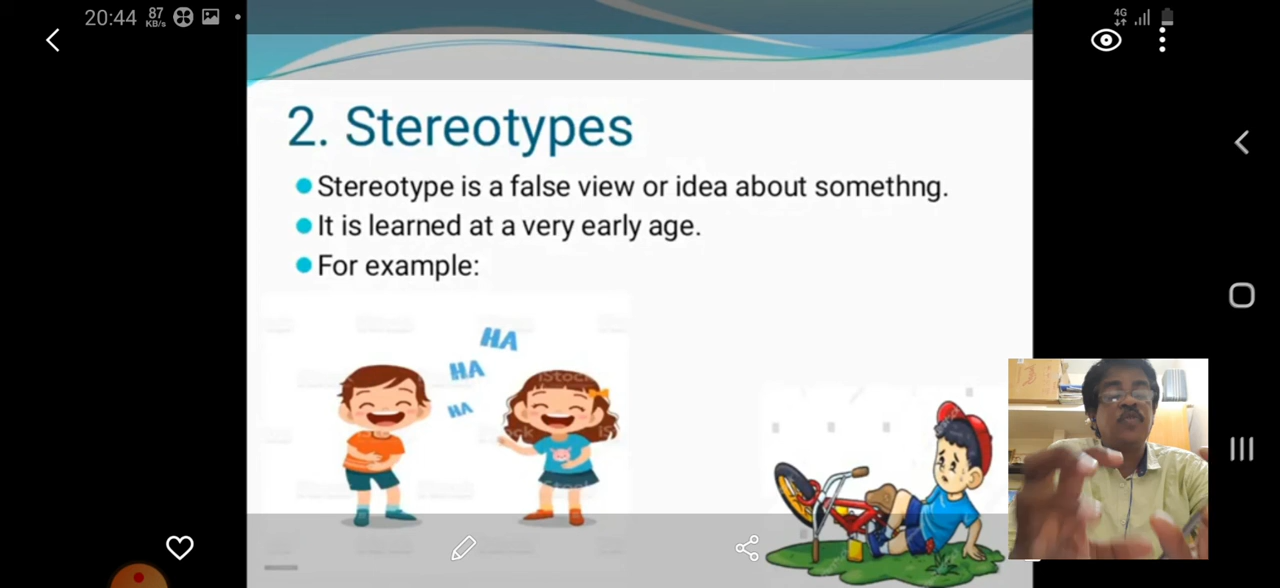 20:44 87 KB/s 4G
2. Stereotypes
Stereotype is a false view or idea about somethng.
It is learned at a very early age.
For example:
HA
HA
HA
iStock